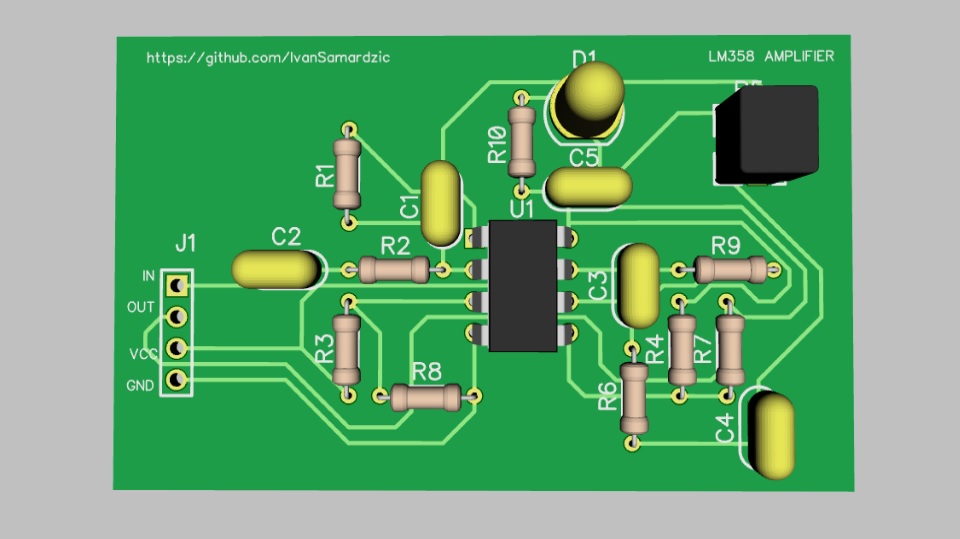 https://github.com/IvanSamardzic
LM358 AMPLIFIER
D1
R10
C5
R1
C1
U1
J1
C2
R2
C3
R9
IN
OUT
VCC
GND
R3
R4
R7
R8
R6
C4